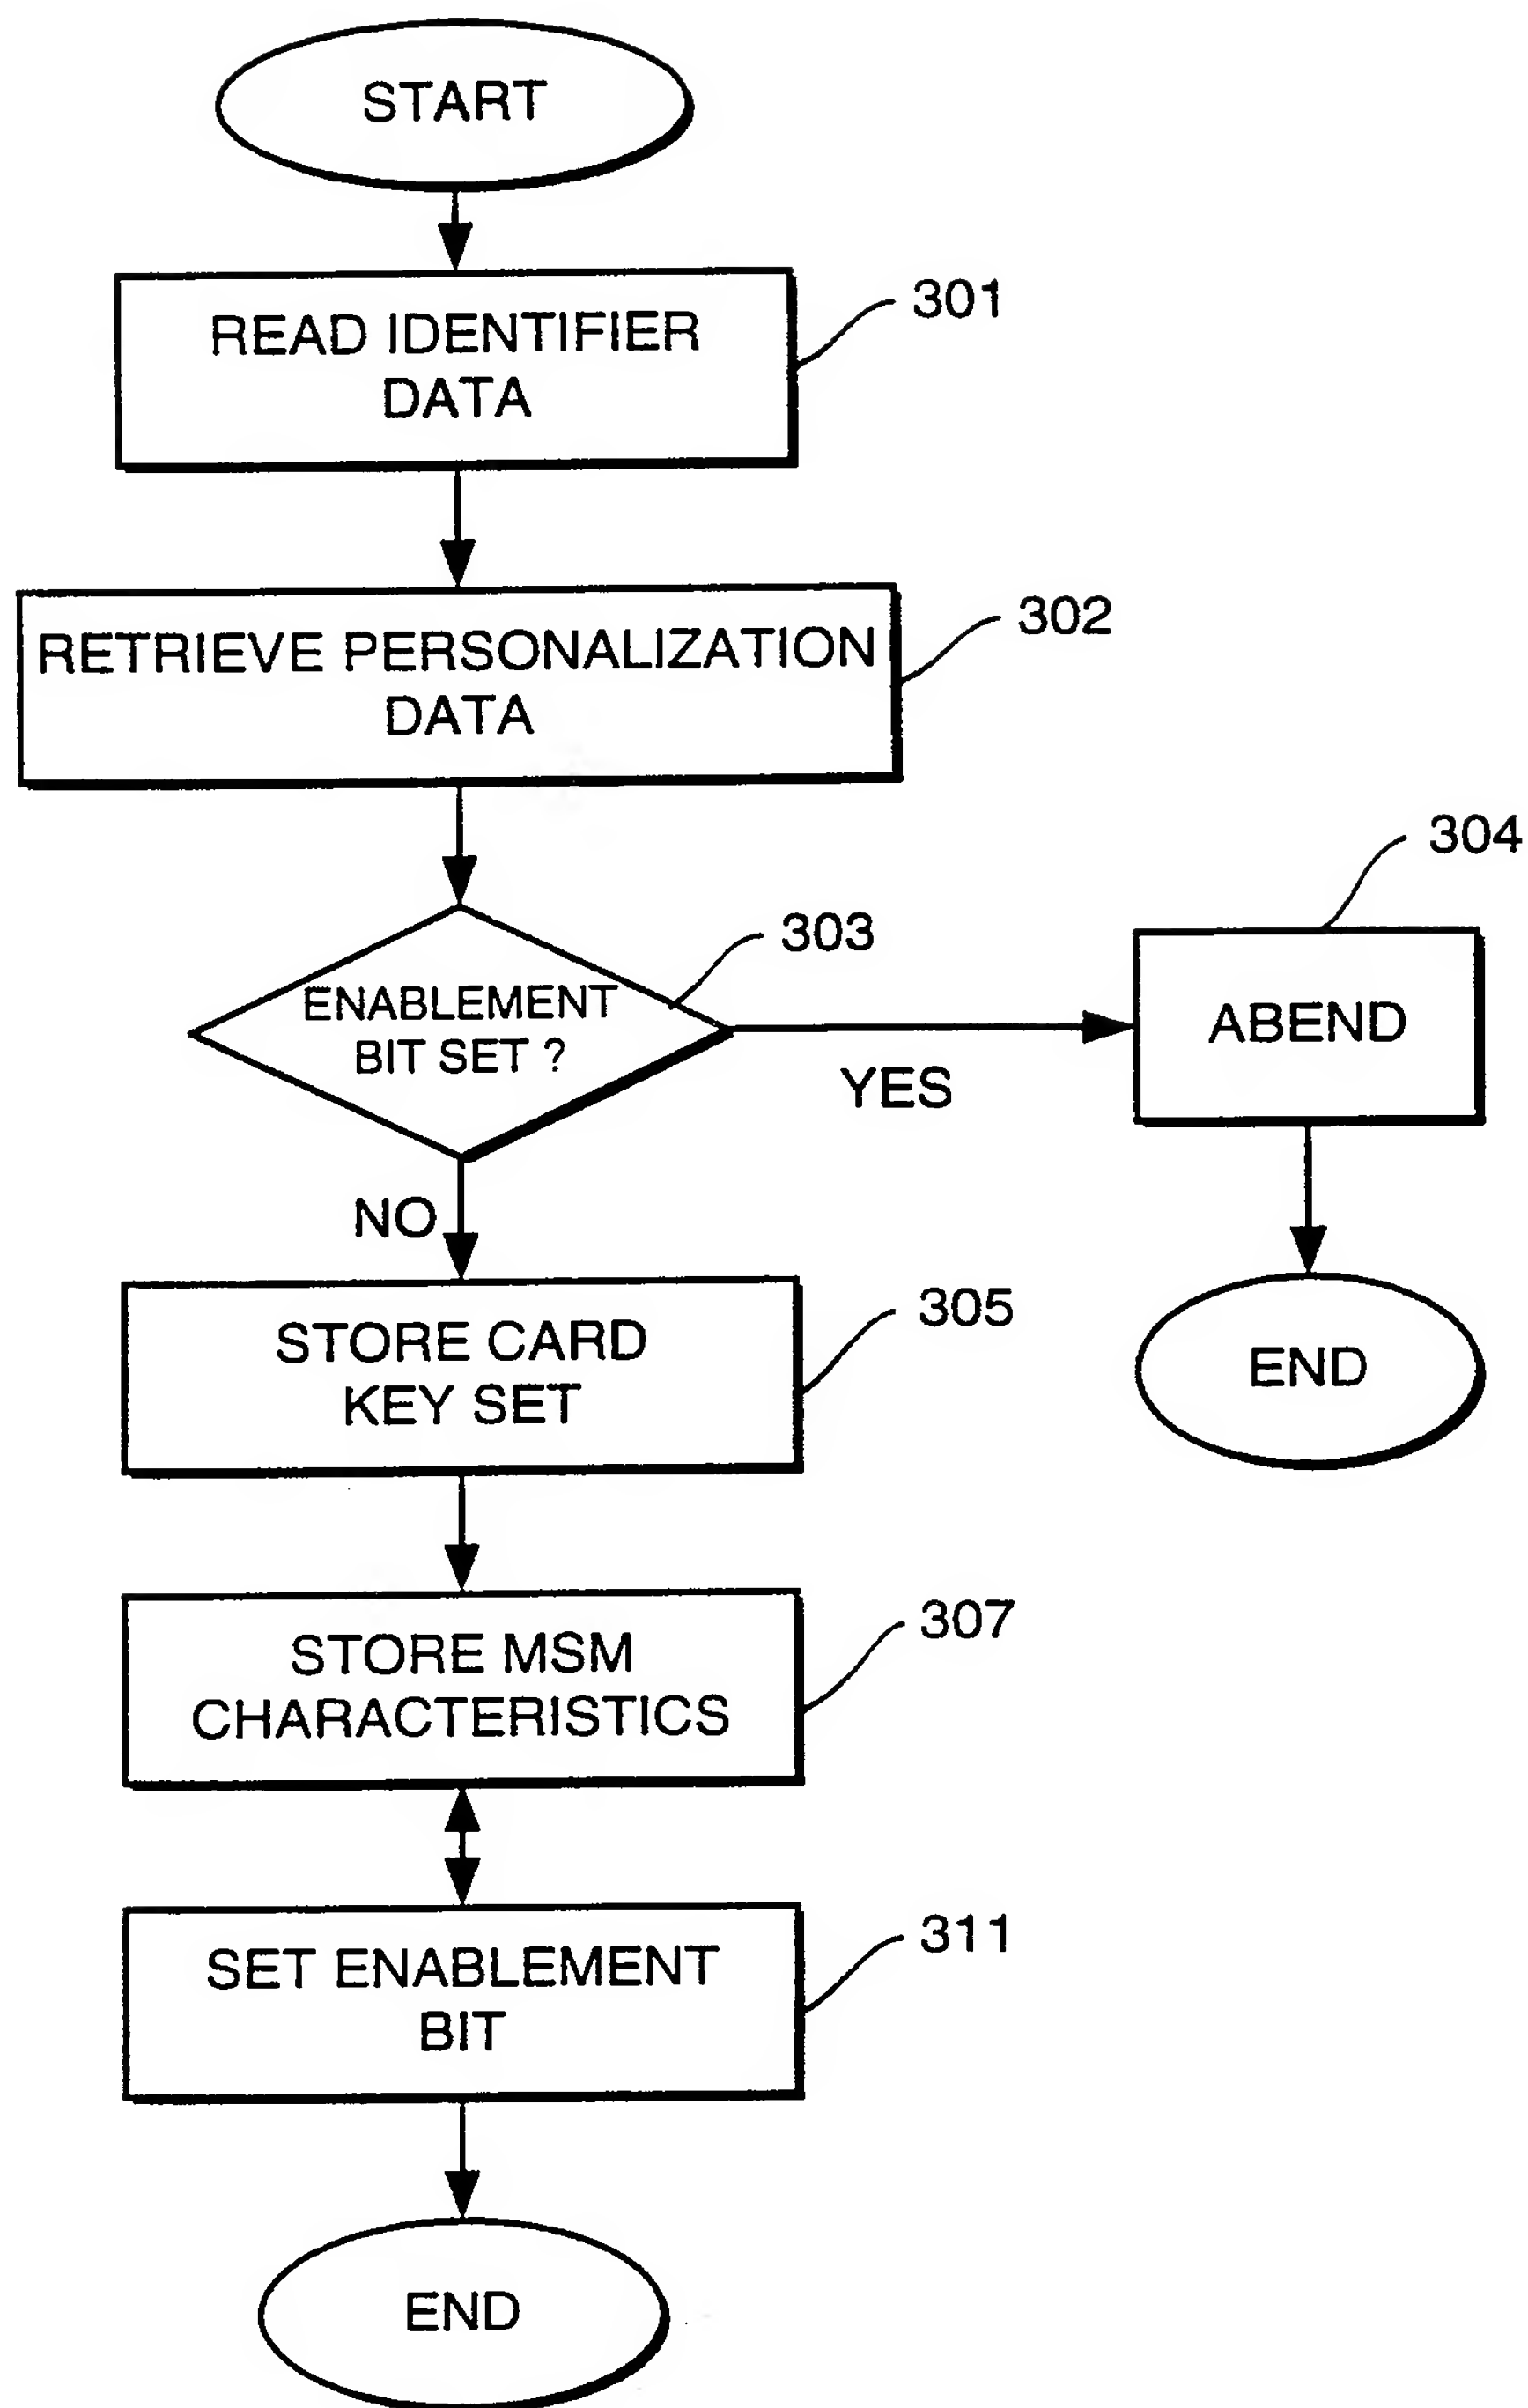 START
301
READ IDENTIFIER
DATA
302
RETRIEVE PERSONALIZATION
DATA
304
303
ENABLEMENT
BIT SET ?
ABEND
YES
NO
305
STORE CARD
KEY SET
END
307
STORE MSM
CHARACTERISTICS
311
SET ENABLEMENT
BIT
END